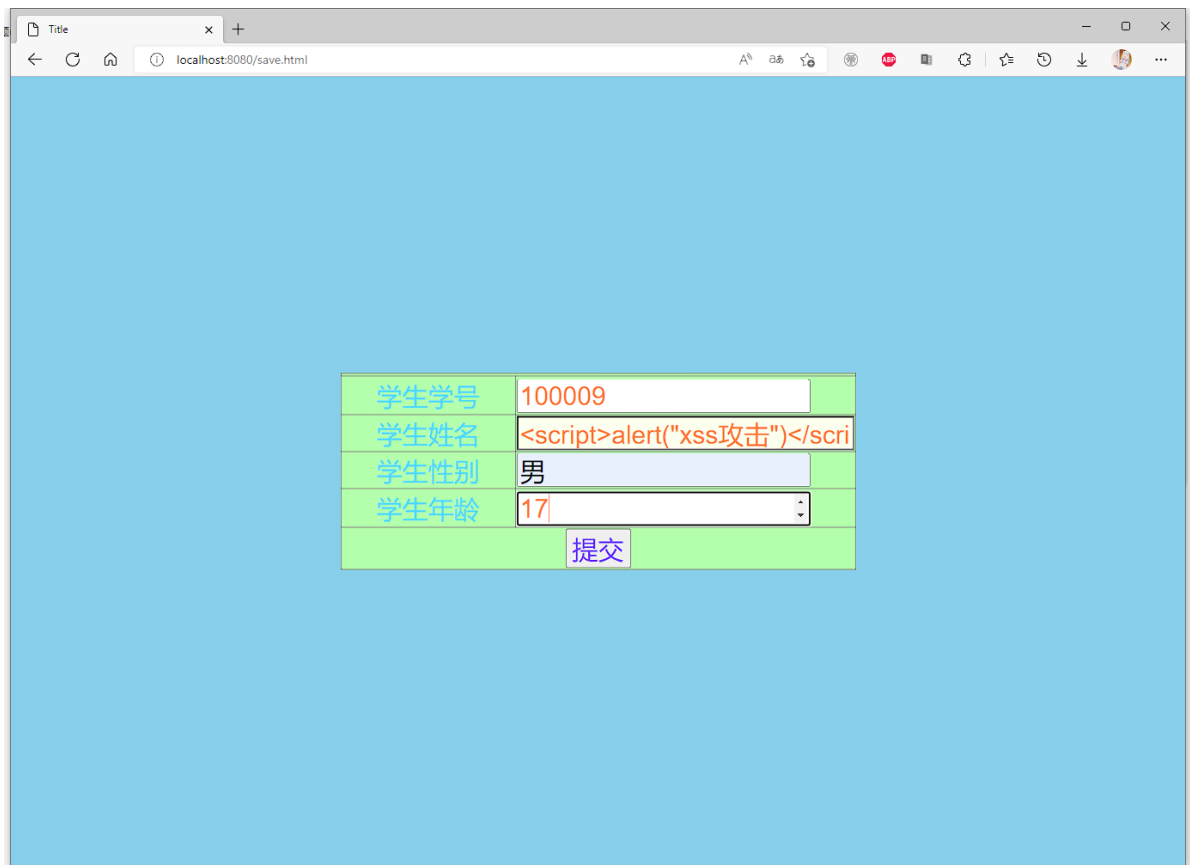 Title
localhost:8080/save.html
ABP
学生学号 100009
学生姓名 <script>alert("xss攻击")</scri
学生性别 男
学生年龄 17
提交